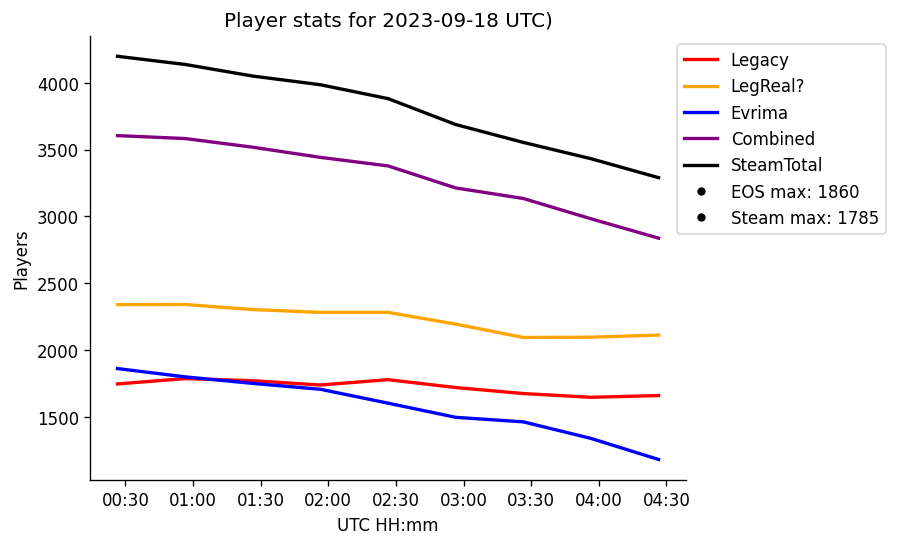 Player stats for 2023-09-18 UTC)
Legacy
LegReal?
Evrima
Combined
SteamTotal
EOS max: 1860
Steam max: 1785
Players
4000
3500
3000
2500
2000
1500
00:30 01:00 01:30 02:00 02:30 03:00 03:30 04:00 04:30
UTC HH:mm